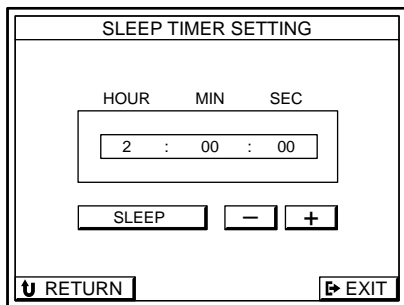 SLEEP TIMER SETTING
HOUR MIN SEC
2 : 00 : 00
SLEEP − +
RETURN EXIT